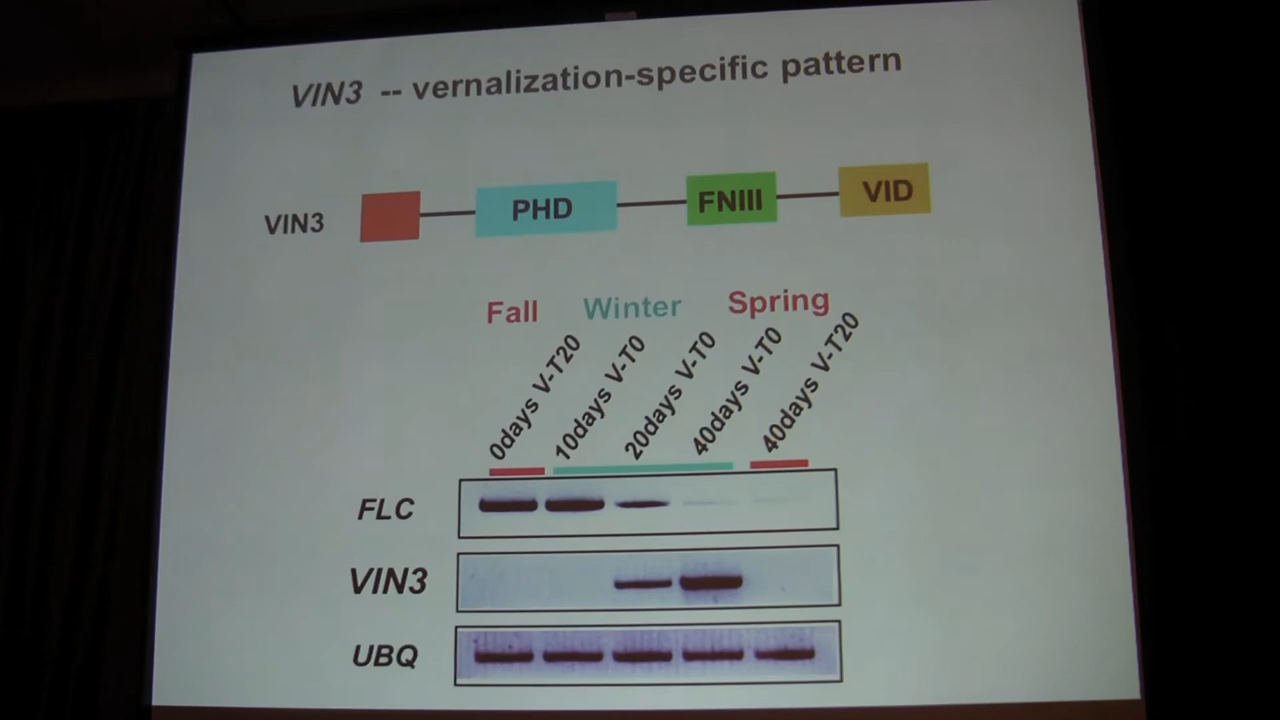 VIN3 -- vernalization-specific pattern
VIN3 PHD FNIII VID
Fall Winter Spring
0days V-T20 10days V-T0 20days V-T0 40days V-T0 40days V-T20
FLC
VIN3
UBQ